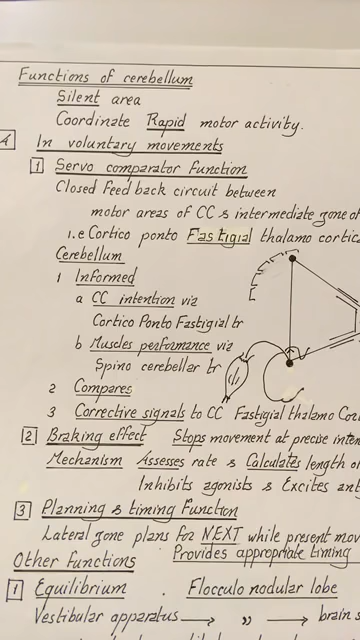 Functions of cerebellum
Silent area
Coordinate Rapid motor activity.
A In voluntary movements
1 Servo comparator function
Closed feed back circuit between
motor areas of CC & intermediate zone of
i.e Cortico ponto Fastigial thalamo cortic
Cerebellum
1 Informed
a CC intention via
Cortico Ponto Fastigial tr
b Muscles performance via
Spino cerebellar tr
2 Compares
3 Corrective signals to CC Fastigial thalamo Cor
2 Braking effect Stops movement at precise inten
Mechanism Assesses rate & Calculates length o
Inhibits agonists & Excites ant
3 Planning & timing Function
Lateral zone plans for NEXT while present mov
Other functions Provides appropriate timing
1 Equilibrium . Flocculo nodular lobe
Vestibular apparatus → " → brain s